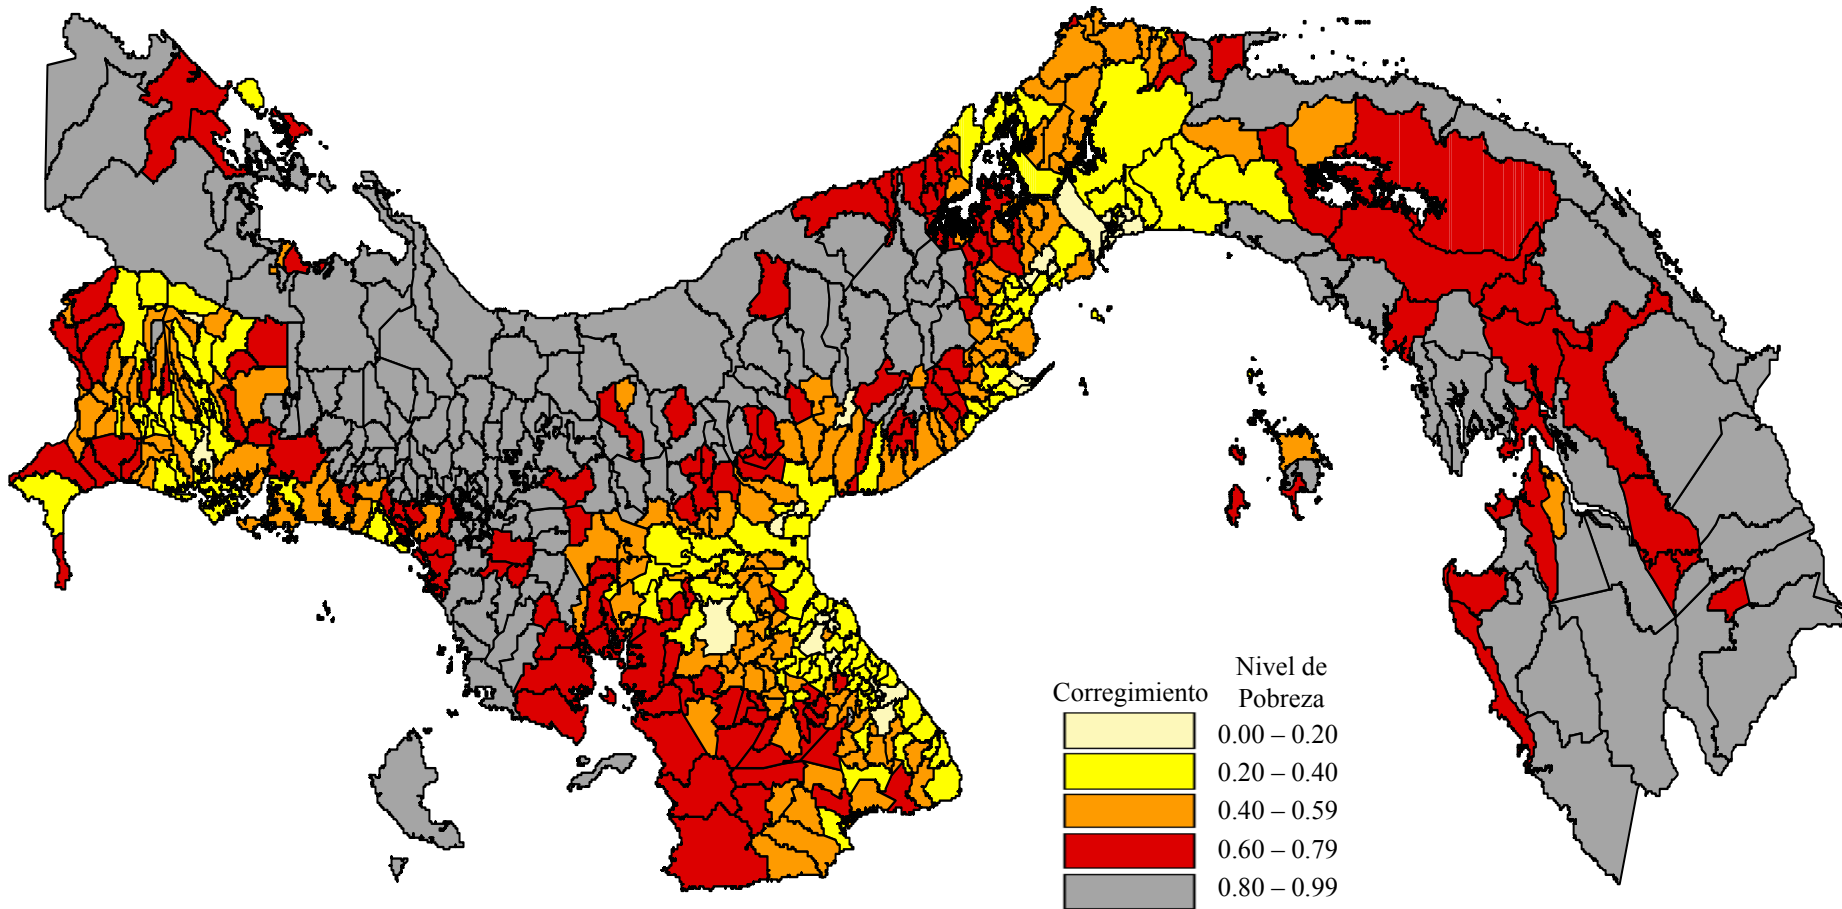 Nivel de
Corregimiento Pobreza
0.00 – 0.20
0.20 – 0.40
0.40 – 0.59
0.60 – 0.79
0.80 – 0.99